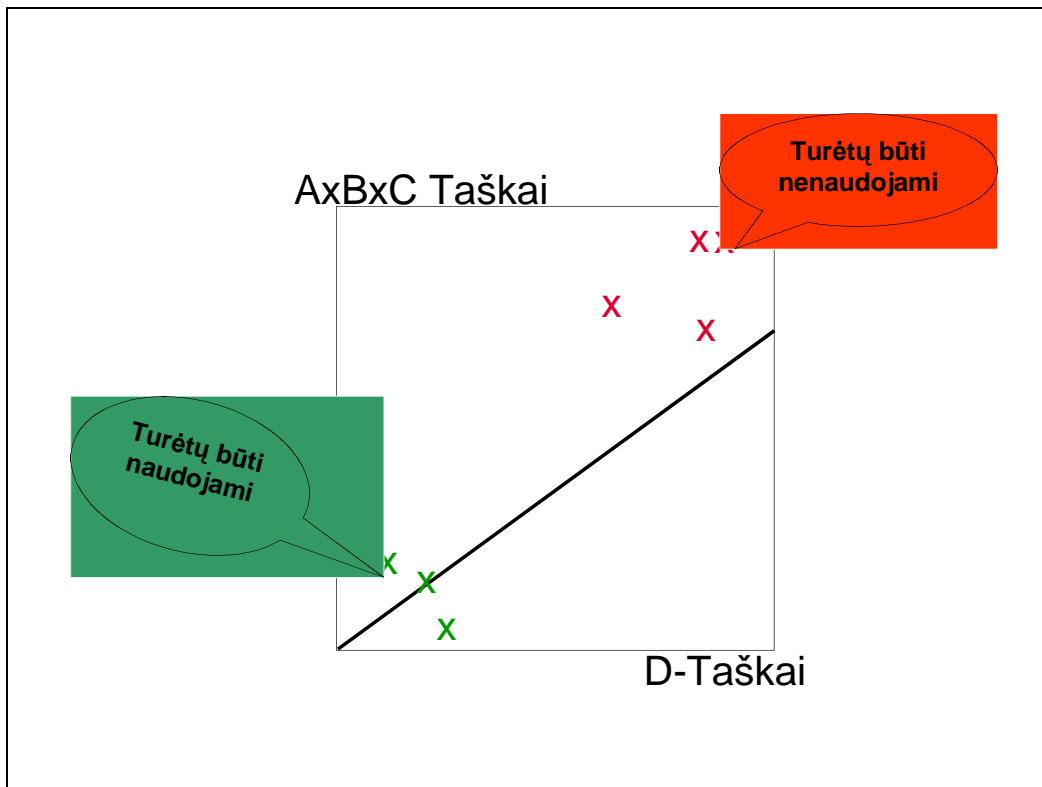 Turėtų būti
nenaudojami
AxBxC Taškai
x x
x
x
Turėtų būti
naudojami
x
x
x
D-Taškai